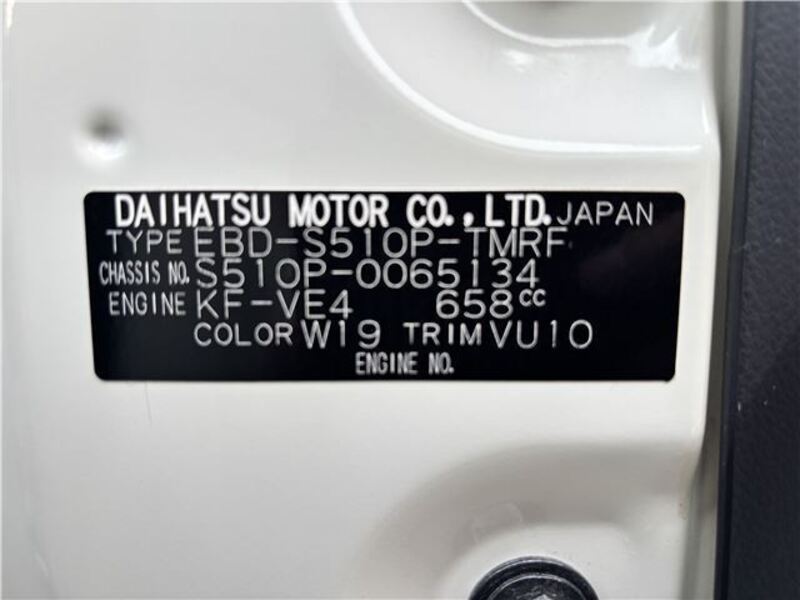 DAIHATSU MOTOR CO.,LTD. JAPAN
TYPE EBD-S510P-TMRF
CHASSIS NO. S510P-0065134
ENGINE KF-VE4 658cc
COLOR W19 TRIM VU10
ENGINE NO.